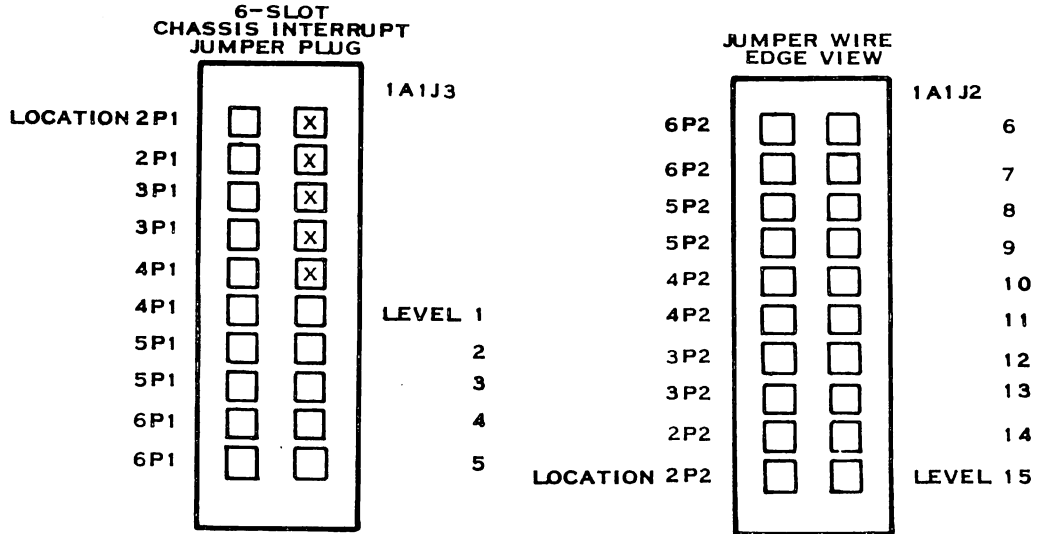 6-SLOT
CHASSIS INTERRUPT
JUMPER PLUG
1A1J3
LOCATION 2P1 X
2P1 X
3P1 X
3P1 X
4P1 X
4P1 LEVEL 1
5P1 2
5P1 3
6P1 4
6P1 5
JUMPER WIRE
EDGE VIEW
1A1J2
6P2 6
6P2 7
5P2 8
5P2 9
4P2 10
4P2 11
3P2 12
3P2 13
2P2 14
LOCATION 2P2 LEVEL 15